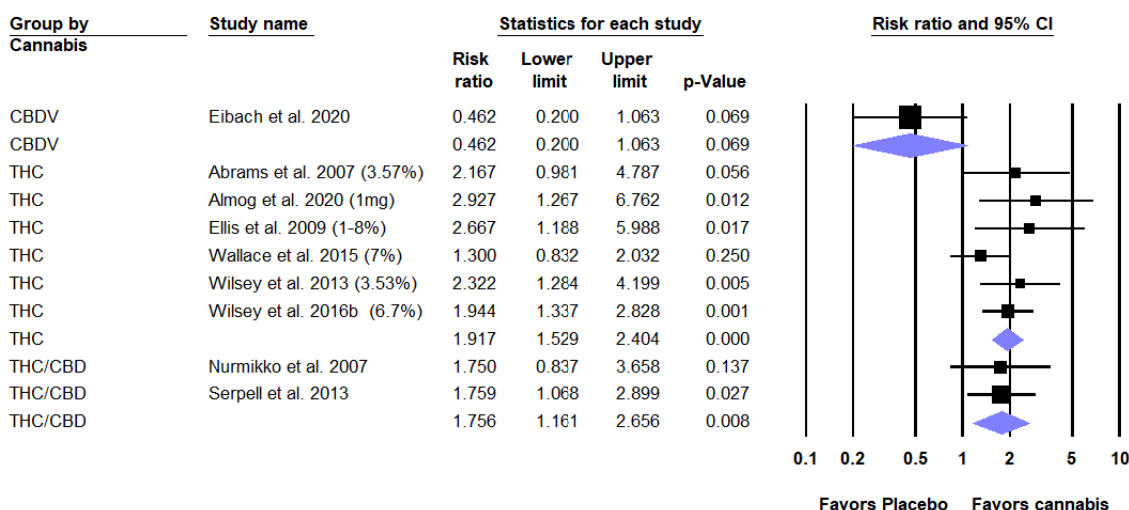 Group by Study name Statistics for each study Risk ratio and 95% CI
Cannabis
Risk Lower Upper
ratio limit limit p-Value
CBDV Eibach et al. 2020 0.462 0.200 1.063 0.069
CBDV 0.462 0.200 1.063 0.069
THC Abrams et al. 2007 (3.57%) 2.167 0.981 4.787 0.056
THC Almog et al. 2020 (1mg) 2.927 1.267 6.762 0.012
THC Ellis et al. 2009 (1-8%) 2.667 1.188 5.988 0.017
THC Wallace et al. 2015 (7%) 1.300 0.832 2.032 0.250
THC Wilsey et al. 2013 (3.53%) 2.322 1.284 4.199 0.005
THC Wilsey et al. 2016b (6.7%) 1.944 1.337 2.828 0.001
THC 1.917 1.529 2.404 0.000
THC/CBD Nurmikko et al. 2007 1.750 0.837 3.658 0.137
THC/CBD Serpell et al. 2013 1.759 1.068 2.899 0.027
THC/CBD 1.756 1.161 2.656 0.008
0.1 0.2 0.5 1 2 5 10
Favors Placebo Favors cannabis